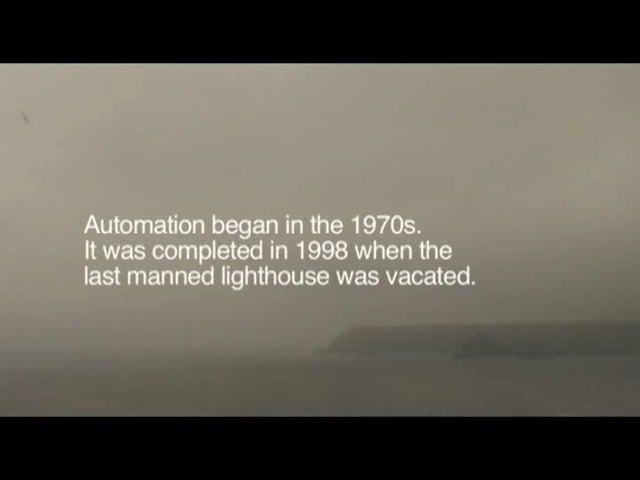 Automation began in the 1970s.
It was completed in 1998 when the
last manned lighthouse was vacated.